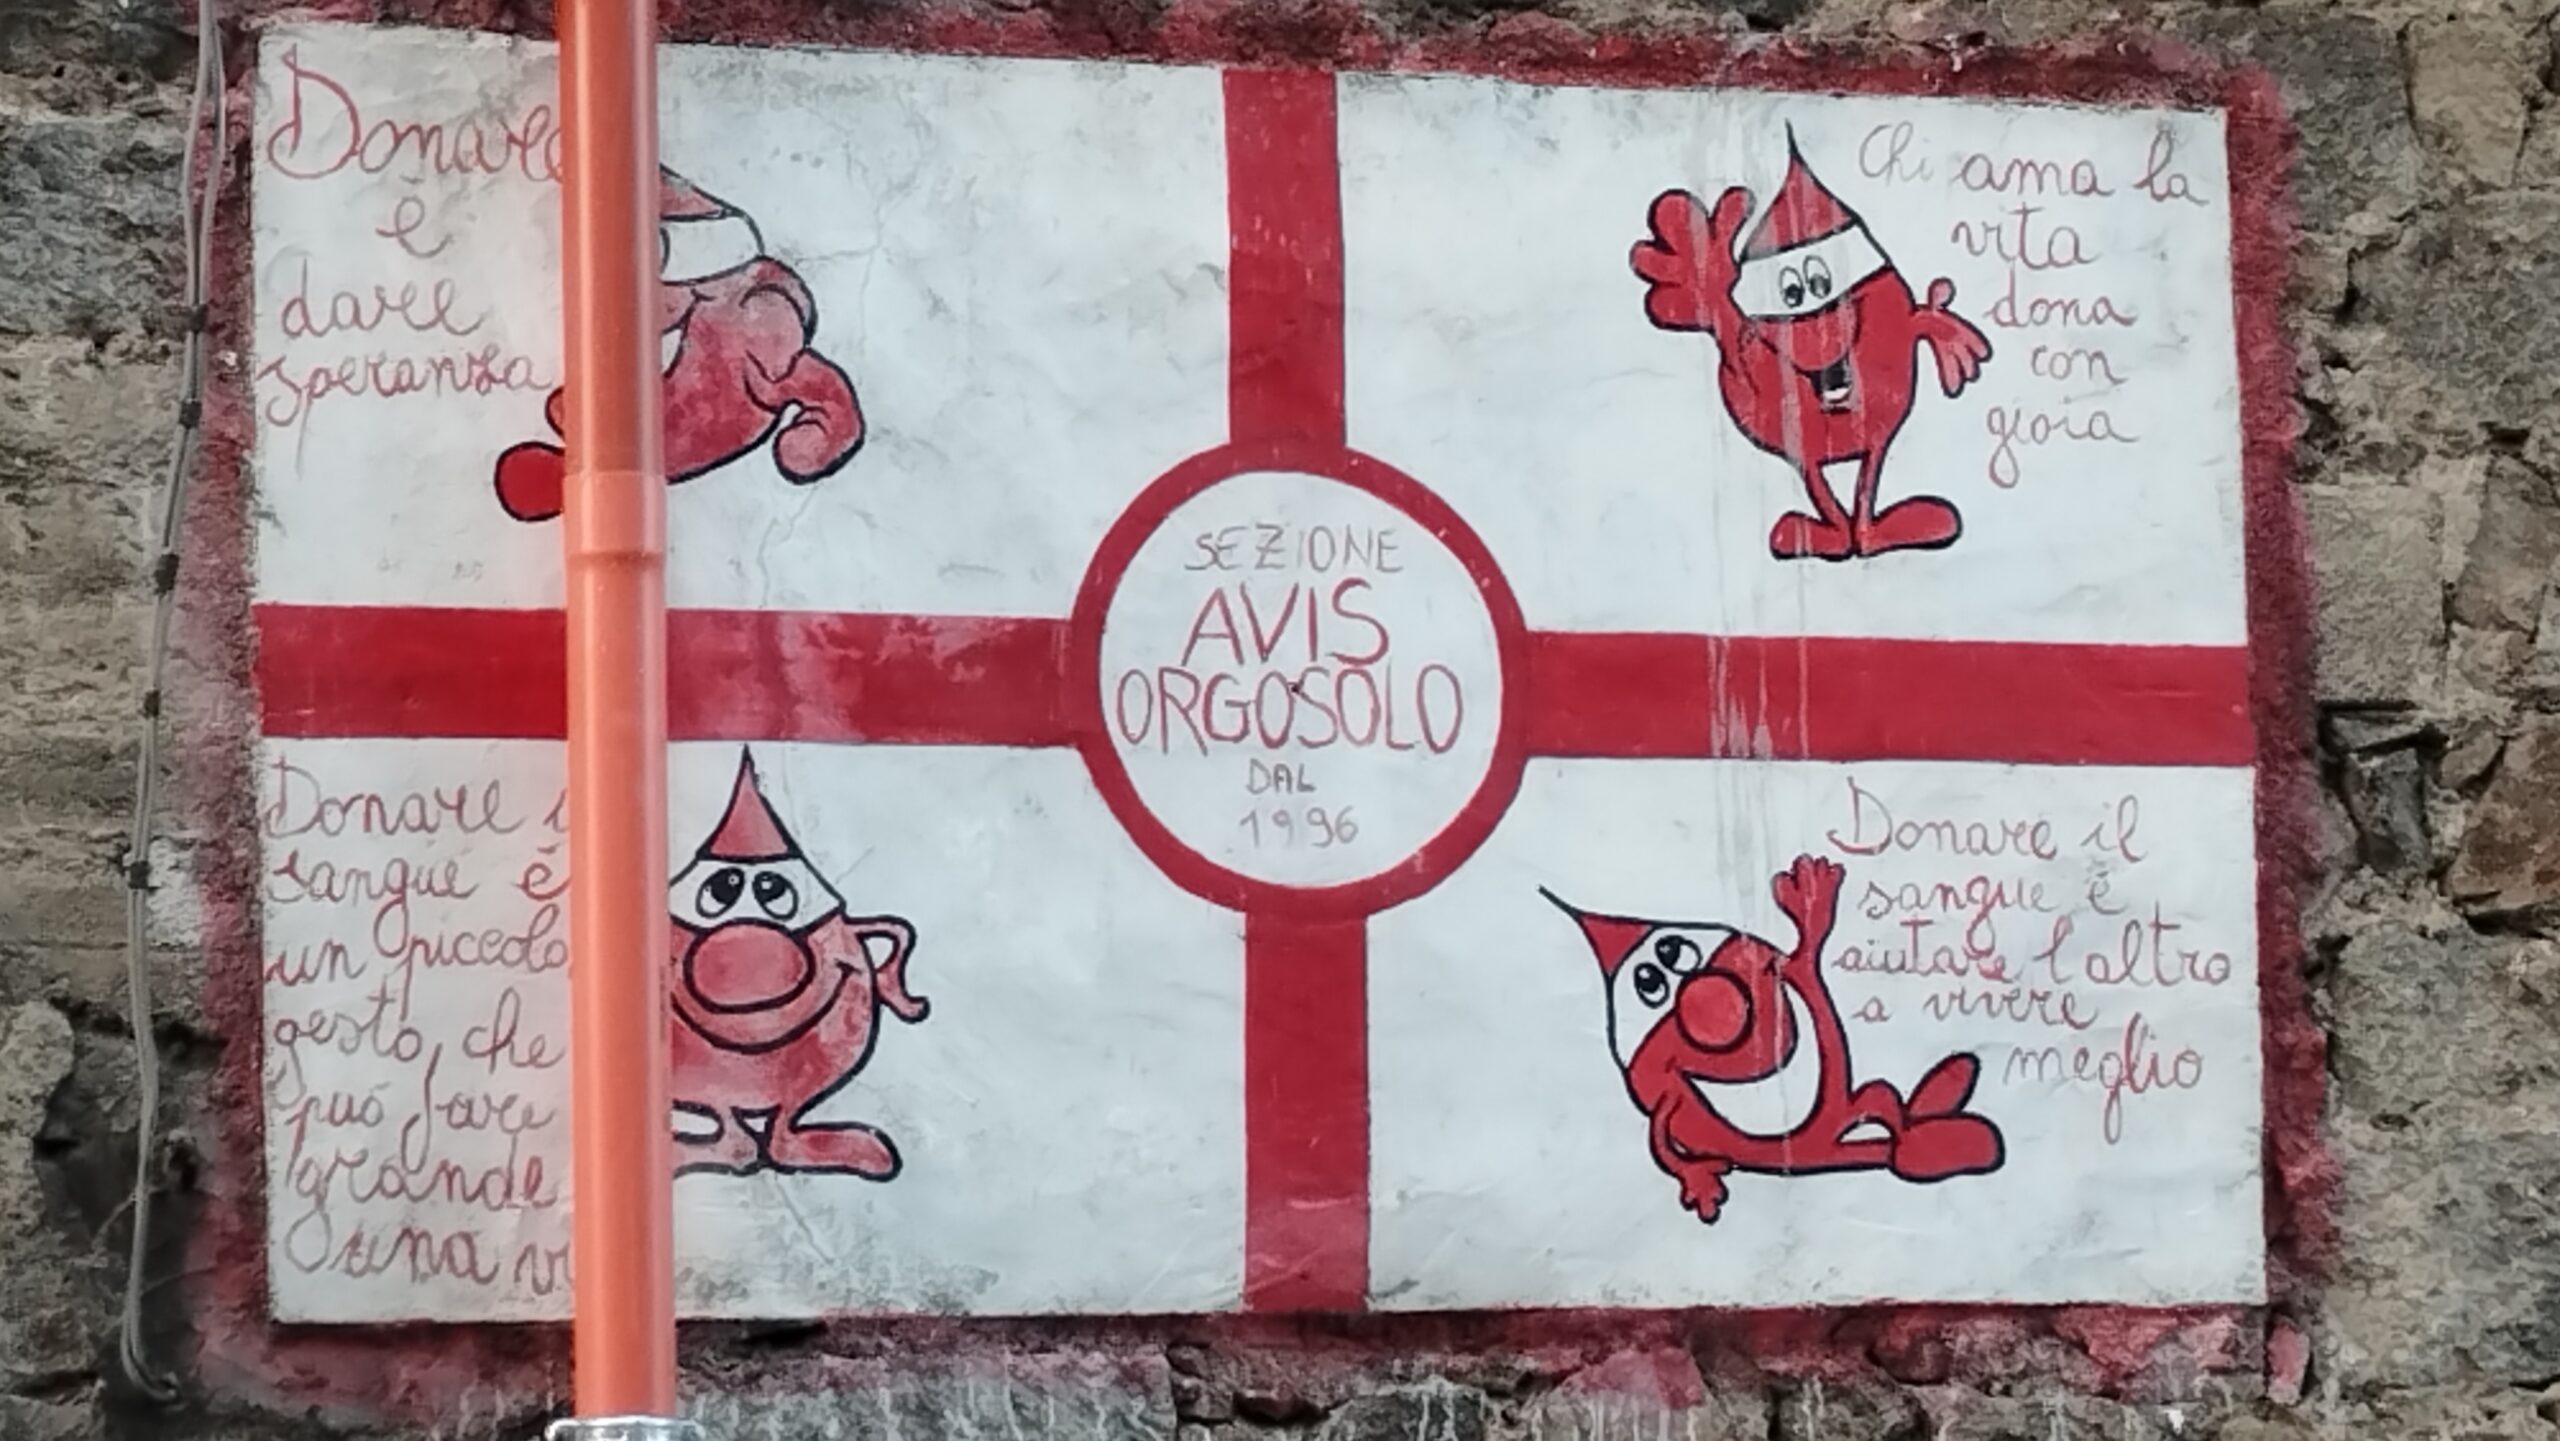 Donare
è
dare
speranza
Chi ama la
vita
dona
con
gioia
SEZIONE
AVIS
ORGOSOLO
DAL
1996
Donare
sangue è
un piccolo
gesto, che
può fare
grande
una
Donare il
sangue è
aiutare l'altro
a vivere
meglio